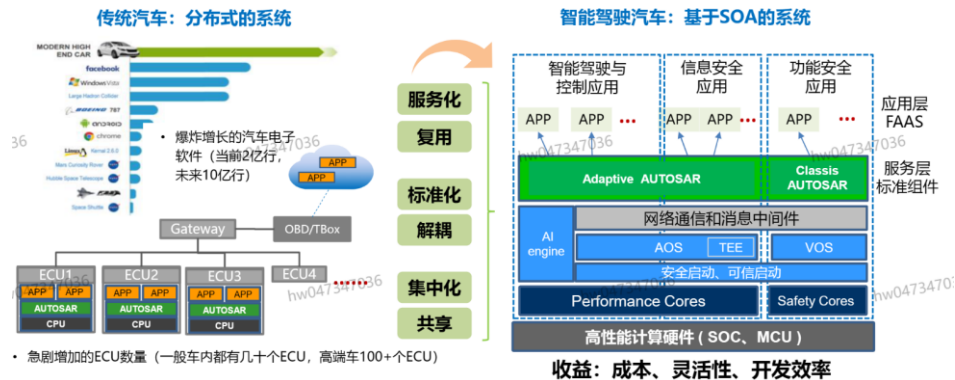 传统汽车：分布式的系统
MODERN HIGH
END CAR
facebook
Windows Vista
Large Hadron Collider
BOEING 787
android
chrome
Linux Kernel 2.6.0
Mars Curiosity Rover
Hubble Space Telescope
Space Shuttle
爆炸增长的汽车电子
软件（当前2亿行，
未来10亿行）
APP
APP
Gateway
OBD/TBox
ECU1
ECU2
ECU3
ECU4
APP APP
APP APP
APP APP
AUTOSAR
AUTOSAR
AUTOSAR
CPU
CPU
CPU
急剧增加的ECU数量（一般车内都有几十个ECU，高端车100+个ECU）
服务化
复用
标准化
解耦
集中化
共享
智能驾驶汽车：基于SOA的系统
智能驾驶与
控制应用
信息安全
应用
功能安全
应用
APP APP
APP APP
APP
应用层
FAAS
Adaptive AUTOSAR
Classis
AUTOSAR
服务层
标准组件
AI
engine
网络通信和消息中间件
AOS
TEE
VOS
安全启动、可信启动
Performance Cores
Safety Cores
高性能计算硬件 ( SOC、MCU )
收益：成本、灵活性、开发效率
hw047347036
hw047347036
hw047347036
hw047347036
hw047347036